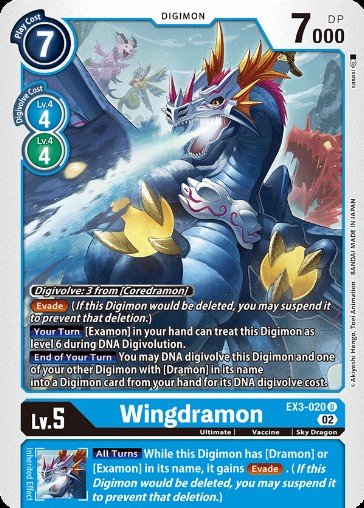 DIGIMON
Play Cost
7
DP
7000
Digivolve Cost
Lv.4
4
Lv.4
4
Digivolve: 3 from [Coredramon]
Evade (If this Digimon would be deleted, you may suspend it
to prevent that deletion.)
Your Turn [Examon] in your hand can treat this Digimon as
level 6 during DNA Digivolution.
End of Your Turn You may DNA digivolve this Digimon and one
of your other Digimon with [Dramon] in its name
into a Digimon card from your hand for its DNA digivolve cost.
©Akiyoshi Hongo, Toei Animation BANDAI MADE IN JAPAN
Lv.5
Wingdramon
EX3-020 U
02
Ultimate | Vaccine | Sky Dragon
Inherited Effect
All Turns While this Digimon has [Dramon] or
[Examon] in its name, it gains Evade. (If this
Digimon would be deleted, you may suspend it
to prevent that deletion.)